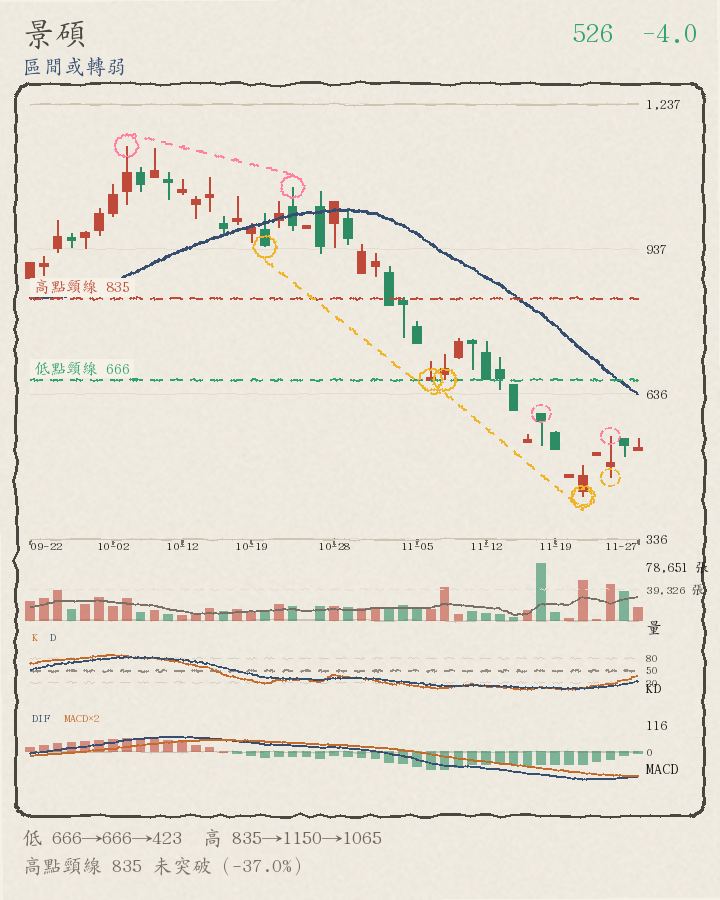 景碩
526 -4.0
區間或轉弱
1,237
937
高點頸線 835
低點頸線 666
636
336
09-22 10-02 10-12 10-19 10-28 11-05 11-12 11-19 11-27
78,651 張
39,326 張
量
K D
80
50
20
KD
DIF MACD×2
116
0
MACD
低 666→666→423 高 835→1150→1065
高點頸線 835 未突破 (-37.0%)